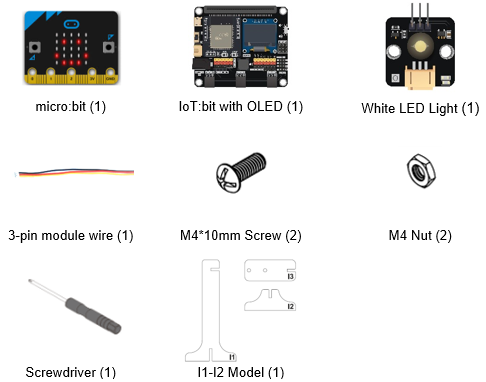 micro:bit (1)
IoT:bit with OLED (1)
White LED Light (1)
3-pin module wire (1)
M4*10mm Screw (2)
M4 Nut (2)
I3
I2
I1
Screwdriver (1)
I1-I2 Model (1)